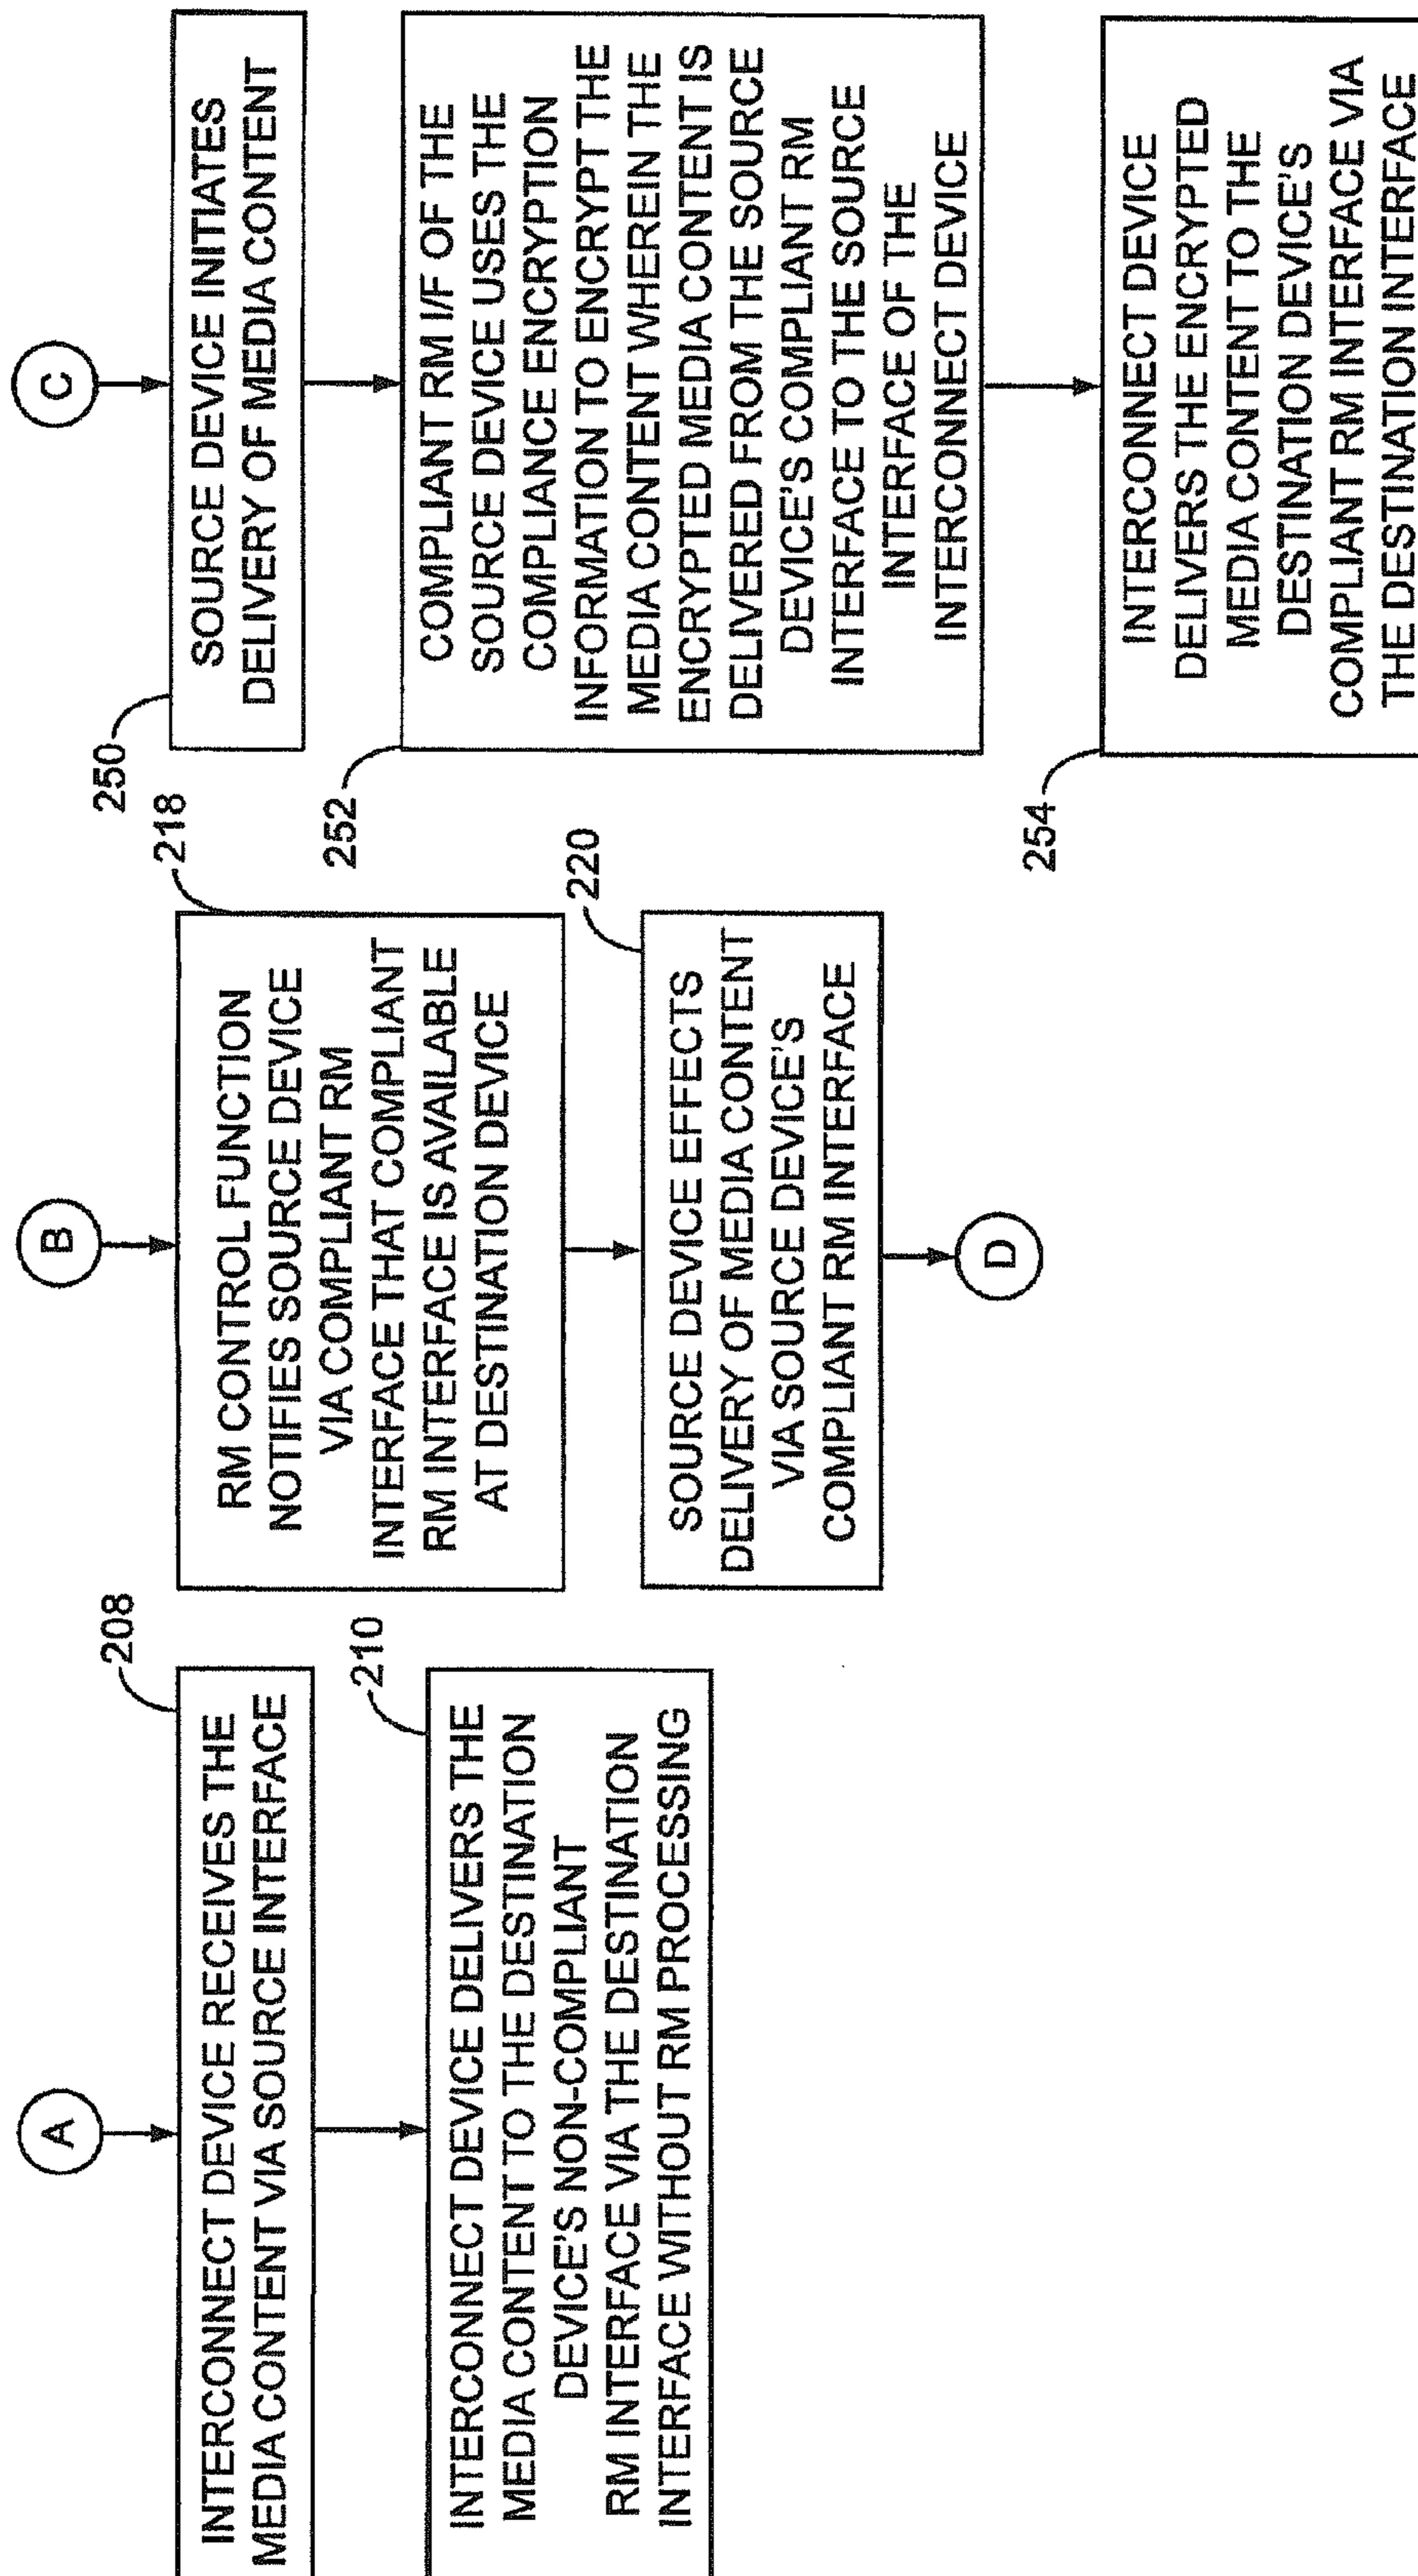 A
208
INTERCONNECT DEVICE RECEIVES THE
MEDIA CONTENT VIA SOURCE INTERFACE
210
INTERCONNECT DEVICE DELIVERS THE
MEDIA CONTENT TO THE DESTINATION
DEVICE'S NON-COMPLIANT
RM INTERFACE VIA THE DESTINATION
INTERFACE WITHOUT RM PROCESSING
B
218
RM CONTROL FUNCTION
NOTIFIES SOURCE DEVICE
VIA COMPLIANT RM
INTERFACE THAT COMPLIANT
RM INTERFACE IS AVAILABLE
AT DESTINATION DEVICE
220
SOURCE DEVICE EFFECTS
DELIVERY OF MEDIA CONTENT
VIA SOURCE DEVICE'S
COMPLIANT RM INTERFACE
D
C
250
SOURCE DEVICE INITIATES
DELIVERY OF MEDIA CONTENT
252
COMPLIANT RM I/F OF THE
SOURCE DEVICE USES THE
COMPLIANCE ENCRYPTION
INFORMATION TO ENCRYPT THE
MEDIA CONTENT WHEREIN THE
ENCRYPTED MEDIA CONTENT IS
DELIVERED FROM THE SOURCE
DEVICE'S COMPLIANT RM
INTERFACE TO THE SOURCE
INTERFACE OF THE
INTERCONNECT DEVICE
254
INTERCONNECT DEVICE
DELIVERS THE ENCRYPTED
MEDIA CONTENT TO THE
DESTINATION DEVICE'S
COMPLIANT RM INTERFACE VIA
THE DESTINATION INTERFACE